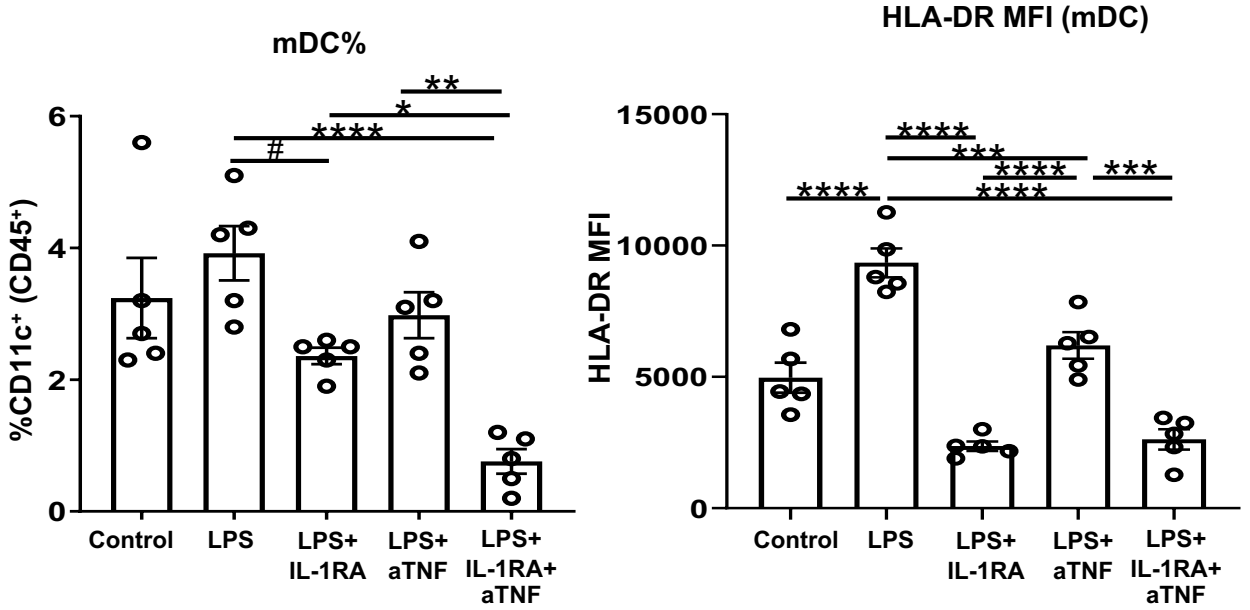 mDC%
**
*
****
#
%CD11c⁺ (CD45⁺)
6
4
2
0
Control
LPS
LPS+
IL-1RA
LPS+
aTNF
LPS+
IL-1RA+
aTNF
HLA-DR MFI (mDC)
****
***
****
***
****
****
HLA-DR MFI
15000
10000
5000
0
Control
LPS
LPS+
IL-1RA
LPS+
aTNF
LPS+
IL-1RA+
aTNF